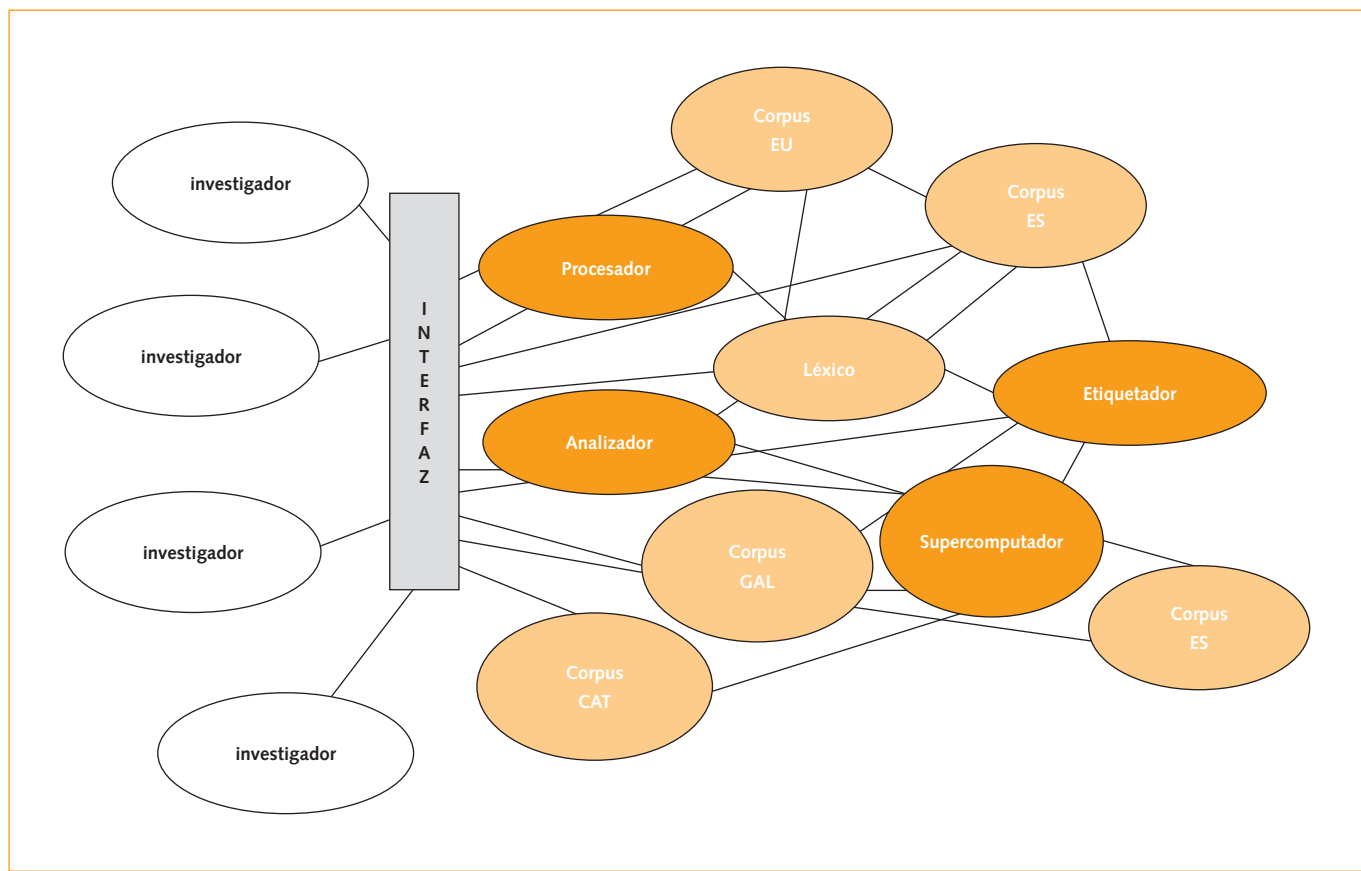 Corpus
EU
investigador
Corpus
ES
Procesador
INTERFAZ
investigador
Léxico
Etiquetador
Analizador
investigador
Supercomputador
Corpus
GAL
Corpus
ES
Corpus
CAT
investigador